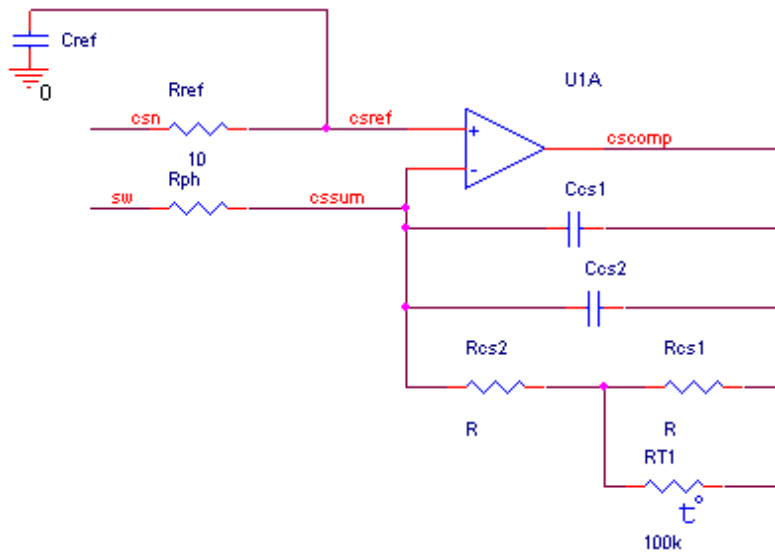 Cref
0
Rref
U1A
csn
csref
cscomp
10
Rph
sw
cssum
Ccs1
Ccs2
Rcs2
Rcs1
R
R
RT1
t°
100k